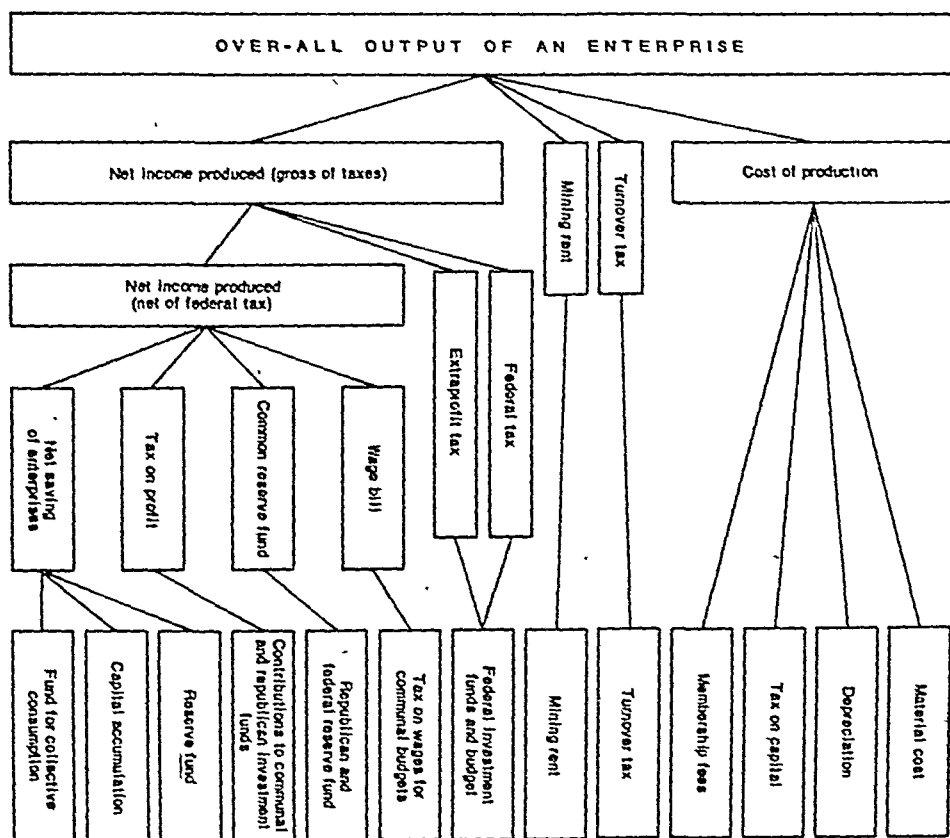 OVER-ALL OUTPUT OF AN ENTERPRISE
Net income produced (gross of taxes)
Mining rent
Turnover tax
Cost of production
Net income produced
(net of federal tax)
Extraprofit tax
Federal tax
Net saving
of enterprises
Tax on profit
Common reserve fund
Wage bill
Fund for collective
consumption
Capital accumulation
Reserve fund
Contributions to communal
and republican investment
funds
Republican and
federal reserve fund
Tax on wages for
communal budgets
Federal investment
funds and budget
Mining rent
Turnover tax
Membership fees
Tax on capital
Depreciation
Material cost